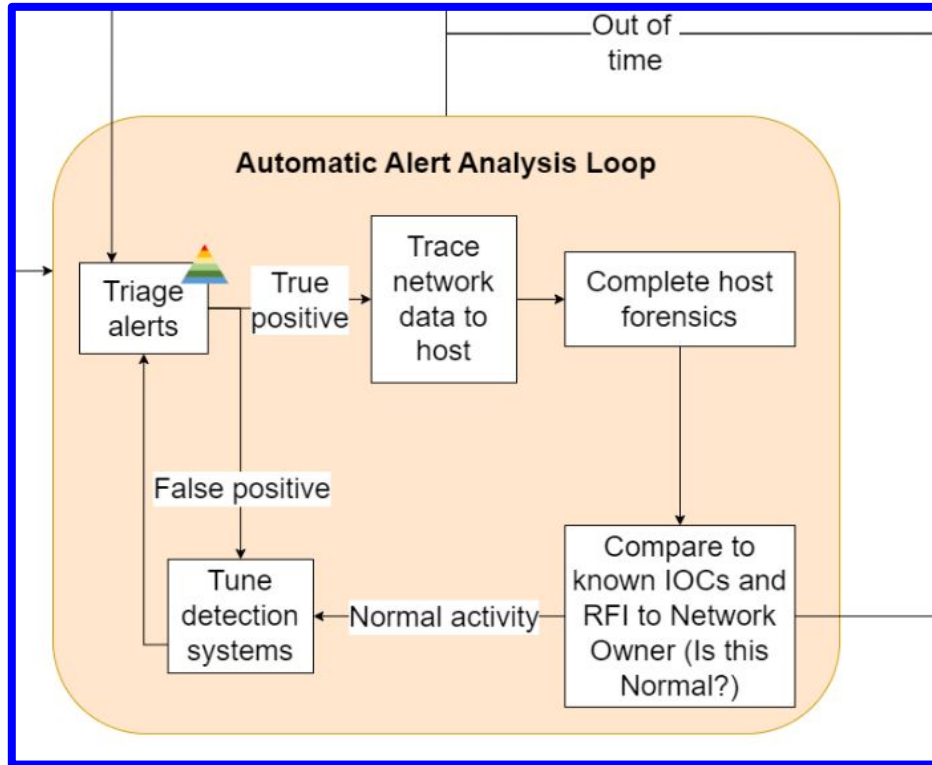 Out of
time
Automatic Alert Analysis Loop
Triage
alerts
True
positive
Trace
network
data to
host
Complete host
forensics
False positive
Tune
detection
systems
Normal activity
Compare to
known IOCs and
RFI to Network
Owner (Is this
Normal?)